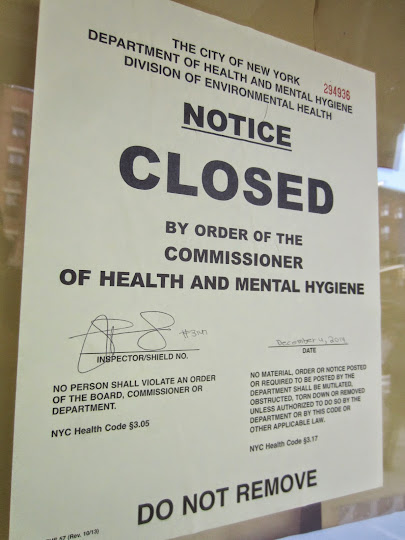 THE CITY OF NEW YORK
DEPARTMENT OF HEALTH AND MENTAL HYGIENE
DIVISION OF ENVIRONMENTAL HEALTH
294936
NOTICE
CLOSED
BY ORDER OF THE
COMMISSIONER
OF HEALTH AND MENTAL HYGIENE
INSPECTOR/SHIELD NO.
NO PERSON SHALL VIOLATE AN ORDER
OF THE BOARD, COMMISSIONER OR
DEPARTMENT.
NYC Health Code §3.05
December
DATE
NO MATERIAL, ORDER OR NOTICE POSTED
OR REQUIRED TO BE POSTED BY THE
DEPARTMENT SHALL BE MUTILATED,
OBSTRUCTED, TORN DOWN OR REMOVED
UNLESS AUTHORIZED TO DO SO BY THE
DEPARTMENT OR BY THIS CODE OR
OTHER APPLICABLE LAW.
NYC Health Code §3.17
DO NOT REMOVE
(Rev. 10/13)